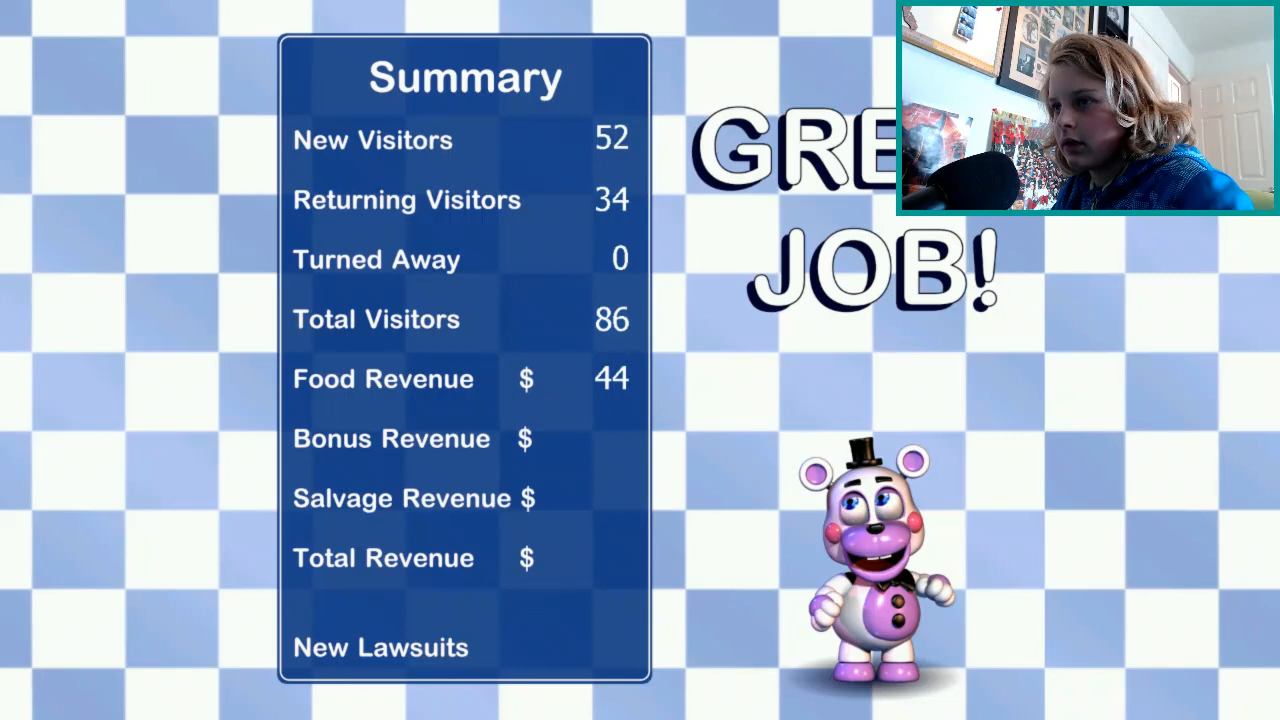 Summary
New Visitors 52
Returning Visitors 34
Turned Away 0
Total Visitors 86
Food Revenue $ 44
Bonus Revenue $
Salvage Revenue $
Total Revenue $
New Lawsuits
GRE
JOB!